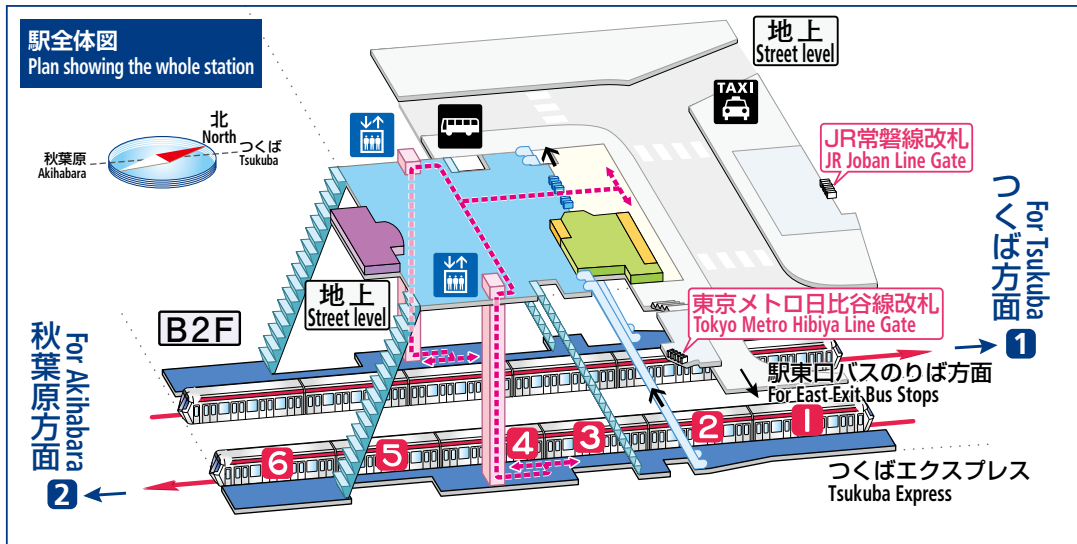 駅全体図
Plan showing the whole station
地上
Street level
TAXI
北
North
つくば
Tsukuba
秋葉原
Akihabara
JR常磐線改札
JR Joban Line Gate
つくば方面
For Tsukuba
1
地上
Street level
B2F
東京メトロ日比谷線改札
Tokyo Metro Hibiya Line Gate
駅東口バスのりば方面
For East Exit Bus Stops
秋葉原方面
For Akihabara
2
6
5
4
3
2
1
つくばエクスプレス
Tsukuba Express